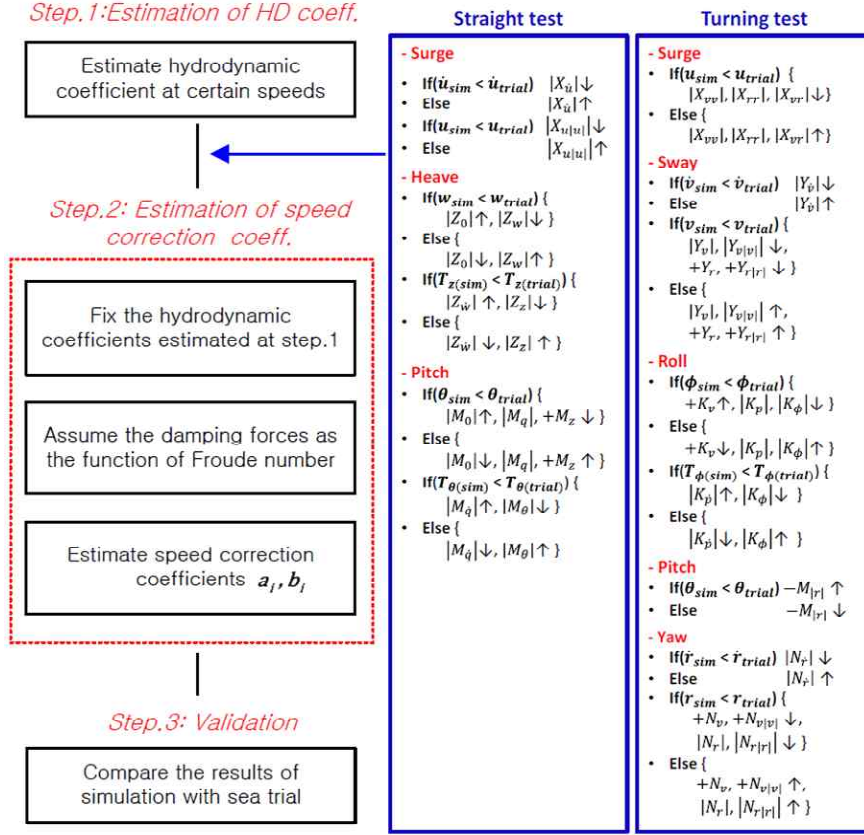 Step.1:Estimation of HD coeff.
Estimate hydrodynamic
coefficient at certain speeds
Step.2: Estimation of speed
correction coeff.
Fix the hydrodynamic
coefficients estimated at step.1
Assume the damping forces as
the function of Froude number
Estimate speed correction
coefficients a_i, b_i
Step.3: Validation
Compare the results of
simulation with sea trial
Straight test
- Surge
• If(u̇_sim < u̇_trial) |X_u̇|↓
• Else |X_u̇|↑
• If(u_sim < u_trial) |X_u|u||↓
• Else |X_u|u||↑
- Heave
• If(w_sim < w_trial) {
|Z_0|↑, |Z_w|↓ }
• Else {
|Z_0|↓, |Z_w|↑ }
• If(T_z(sim) < T_z(trial)) {
|Z_ẇ| ↑, |Z_z|↓ }
• Else {
|Z_ẇ| ↓, |Z_z| ↑ }
- Pitch
• If(θ_sim < θ_trial) {
|M_0|↑, |M_q|, +M_z ↓ }
• Else {
|M_0|↓, |M_q|, +M_z ↑ }
• If(T_θ(sim) < T_θ(trial)) {
|M_q̇|↑, |M_θ|↓ }
• Else {
|M_q̇|↓, |M_θ|↑ }
Turning test
- Surge
• If(u_sim < u_trial) {
|X_vv|, |X_rr|, |X_vr|↓}
• Else {
|X_vv|, |X_rr|, |X_vr|↑}
- Sway
• If(v̇_sim < v̇_trial) |Y_v̇|↓
• Else |Y_v̇|↑
• If(v_sim < v_trial) {
|Y_v|, |Y_v|v|| ↓,
+Y_r, +Y_r|r| ↓ }
• Else {
|Y_v|, |Y_v|v|| ↑,
+Y_r, +Y_r|r| ↑ }
- Roll
• If(ϕ_sim < ϕ_trial) {
+K_v↑, |K_p|, |K_ϕ|↓ }
• Else {
+K_v↓, |K_p|, |K_ϕ|↑ }
• If(T_ϕ(sim) < T_ϕ(trial)) {
|K_ṗ|↑, |K_ϕ|↓ }
• Else {
|K_ṗ|↓, |K_ϕ|↑ }
- Pitch
• If(θ_sim < θ_trial) −M_|r| ↑
• Else −M_|r| ↓
- Yaw
• If(ṙ_sim < ṙ_trial) |N_ṙ| ↓
• Else |N_ṙ| ↑
• If(r_sim < r_trial) {
+N_v, +N_v|v| ↓,
|N_r|, |N_r|r|| ↓ }
• Else {
+N_v, +N_v|v| ↑,
|N_r|, |N_r|r|| ↑ }